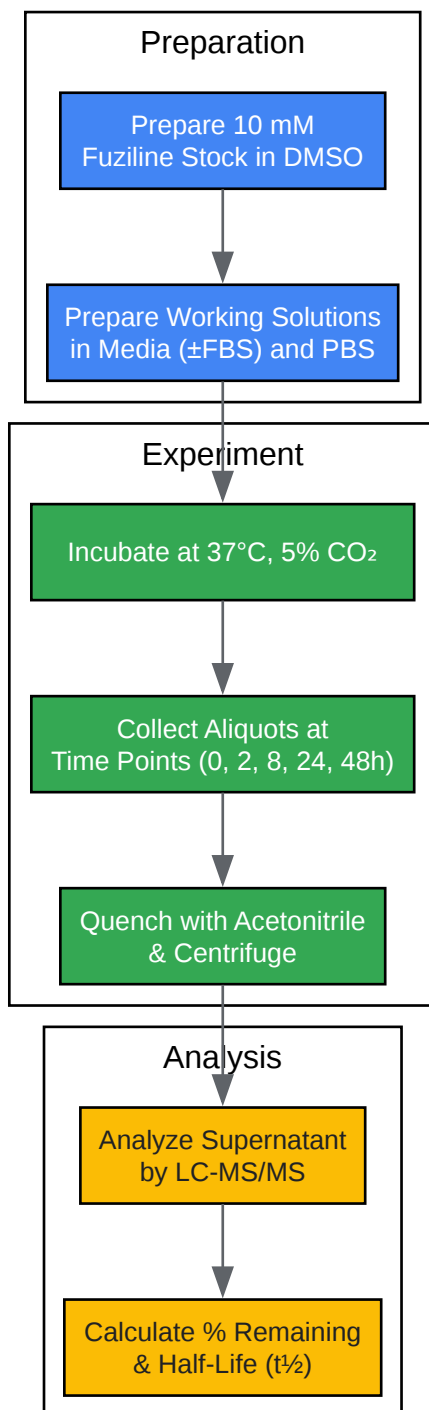 Preparation
Prepare 10 mM
Fuziline Stock in DMSO
Prepare Working Solutions
in Media (±FBS) and PBS
Experiment
Incubate at 37°C, 5% CO₂
Collect Aliquots at
Time Points (0, 2, 8, 24, 48h)
Quench with Acetonitrile
& Centrifuge
Analysis
Analyze Supernatant
by LC-MS/MS
Calculate % Remaining
& Half-Life (t½)